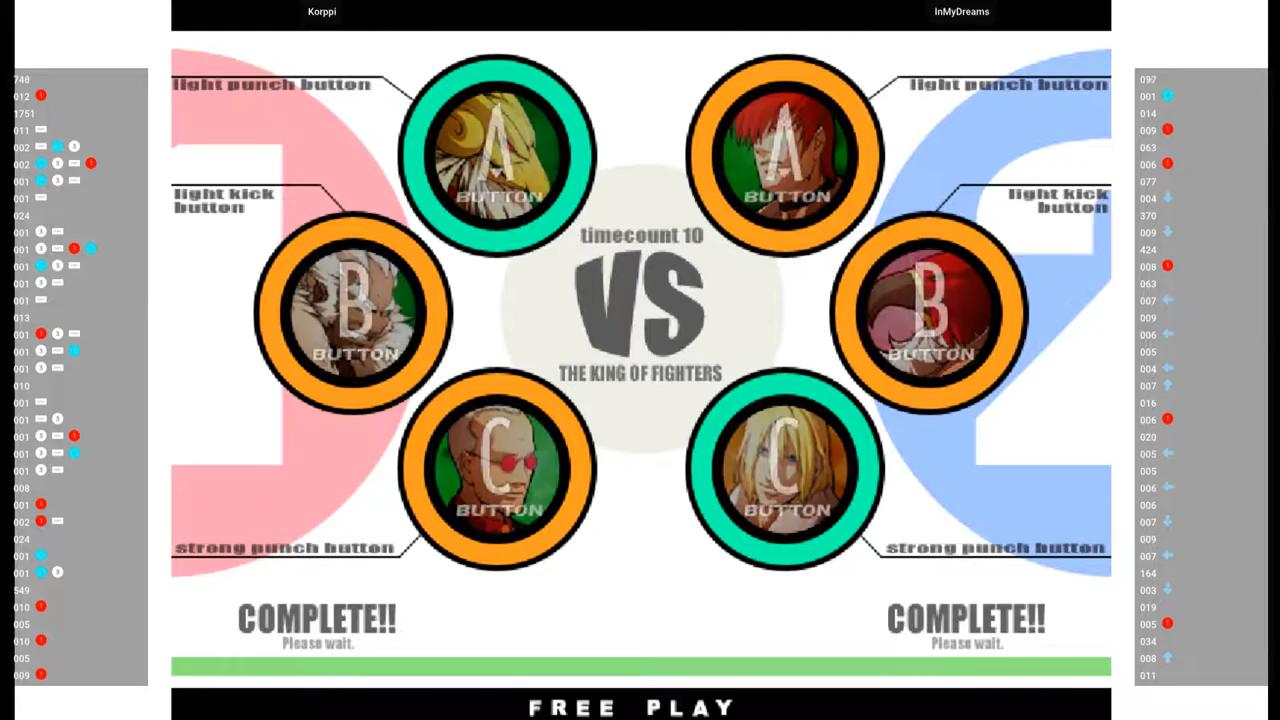 Korppi
InMyDreams
light punch button
light punch button
A
BUTTON
A
BUTTON
light kick
button
light kick
button
B
BUTTON
B
BUTTON
timecount 10
VS
THE KING OF FIGHTERS
C
BUTTON
C
BUTTON
strong punch button
strong punch button
COMPLETE!!
Please wait.
COMPLETE!!
Please wait.
FREE PLAY
748
012
1751
011
002
002
001
001
024
001
001
001
001
001
013
001
001
001
010
001
001
001
001
001
008
001
002
024
001
001
549
010
005
010
005
009
097
001
014
009
063
006
077
004
370
009
424
008
063
007
009
006
005
004
007
016
006
020
005
005
006
006
007
009
007
164
003
019
005
034
008
011